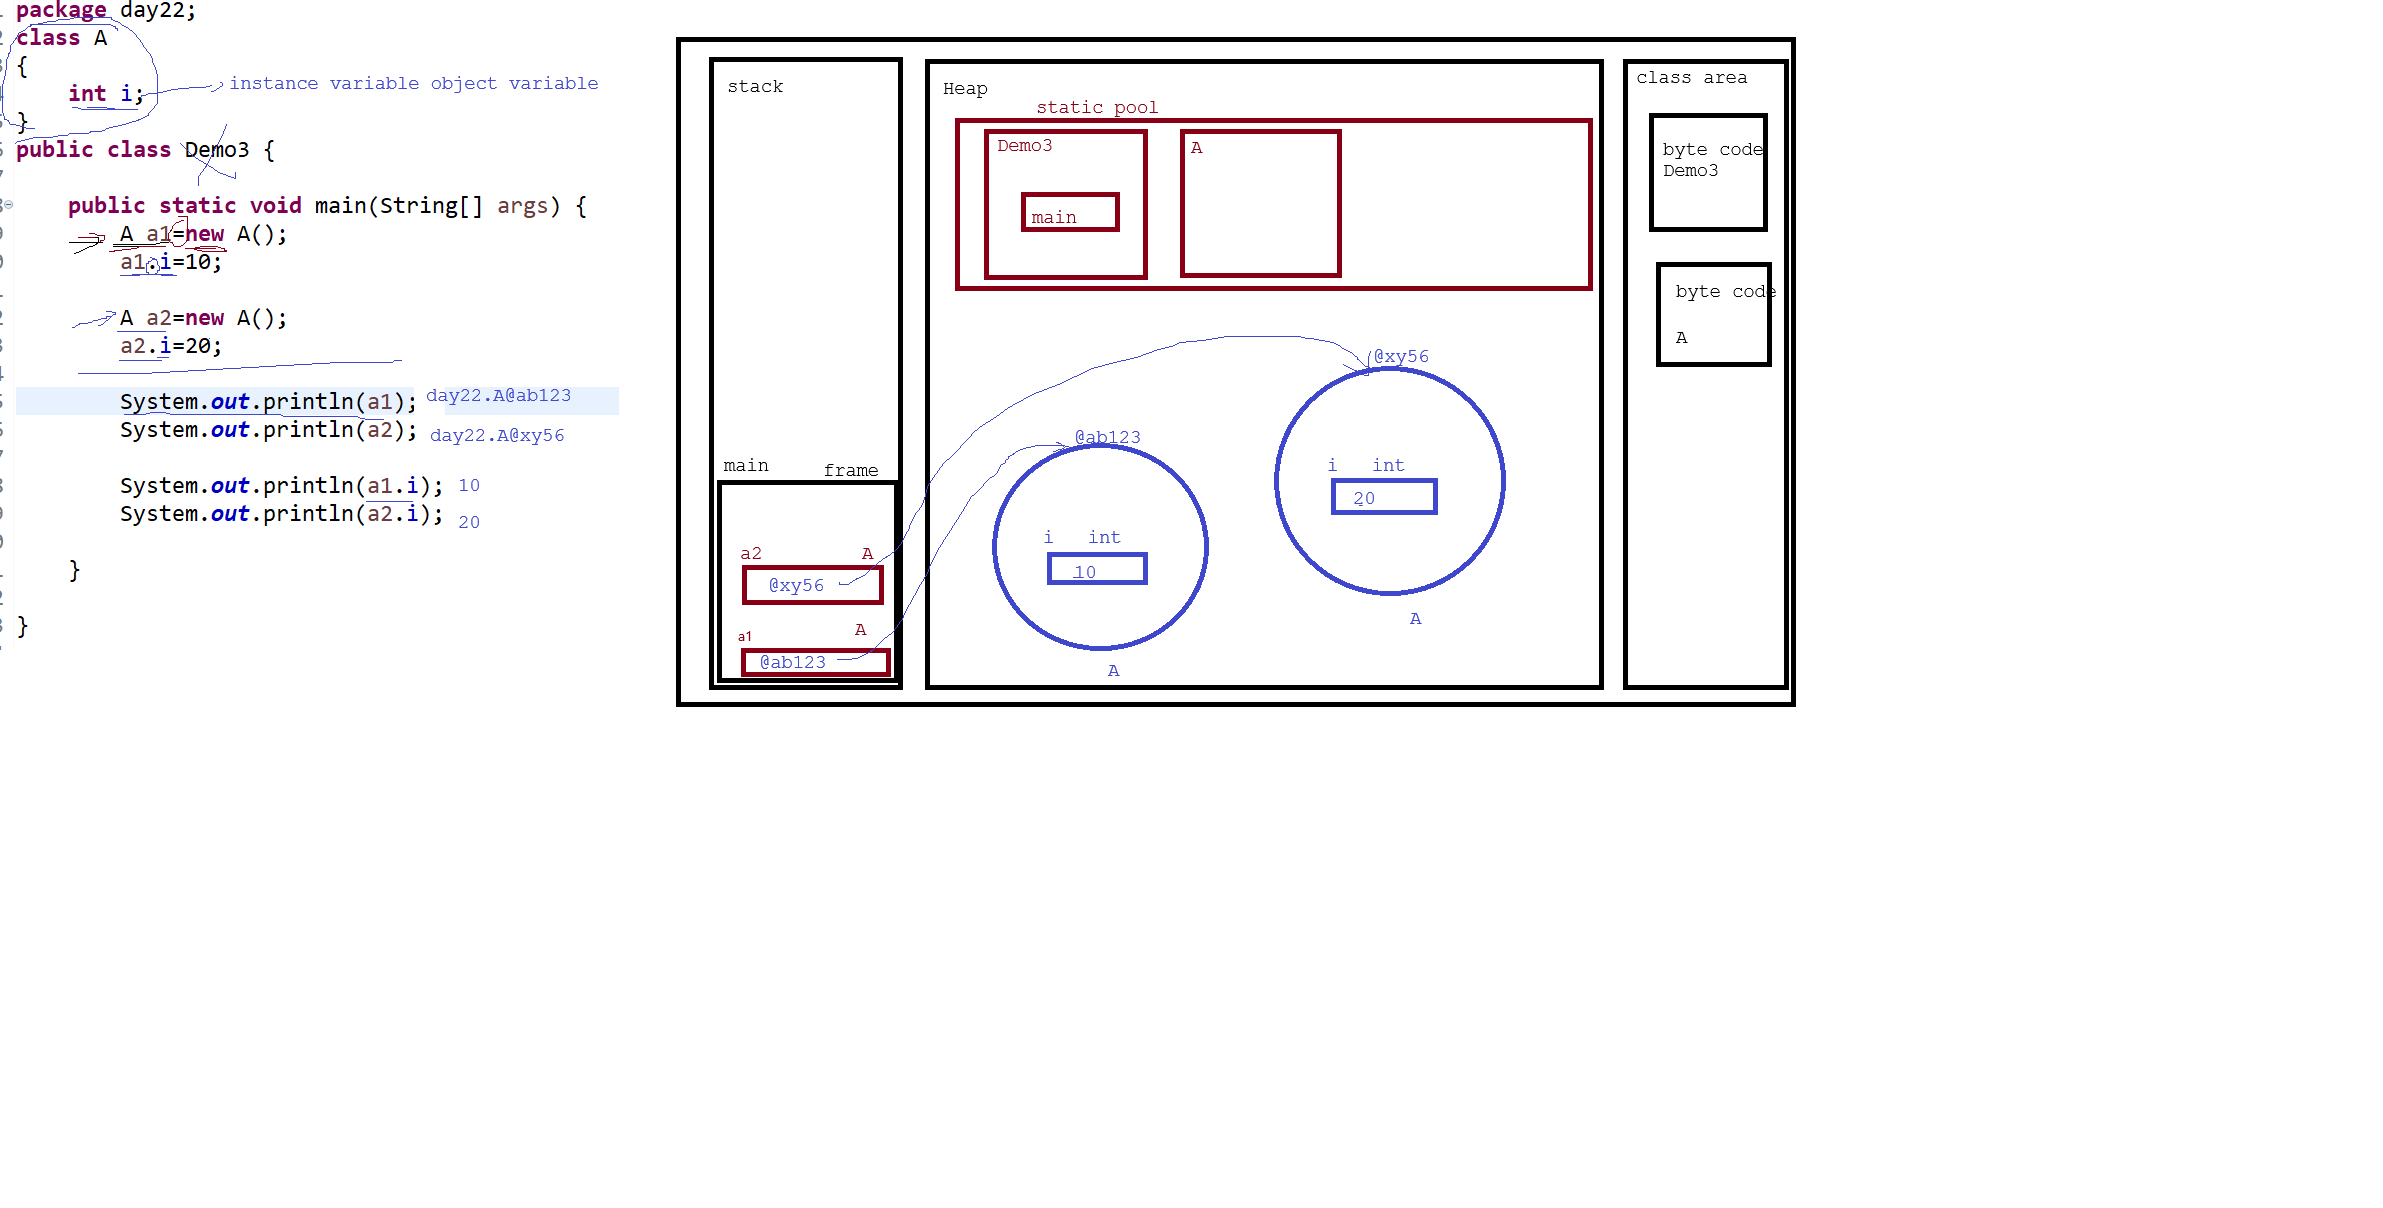 package day22;
class A
{
int i;
instance variable object variable
}
public class Demo3 {
public static void main(String[] args) {
A a1=new A();
a1.i=10;
A a2=new A();
a2.i=20;
System.out.println(a1); day22.A@ab123
System.out.println(a2); day22.A@xy56
System.out.println(a1.i); 10
System.out.println(a2.i); 20
}
}
stack
main frame
a2 A
@xy56
a1 A
@ab123
Heap
static pool
Demo3
main
A
@ab123
i int
10
A
@xy56
i int
20
A
class area
byte code
Demo3
byte code
A